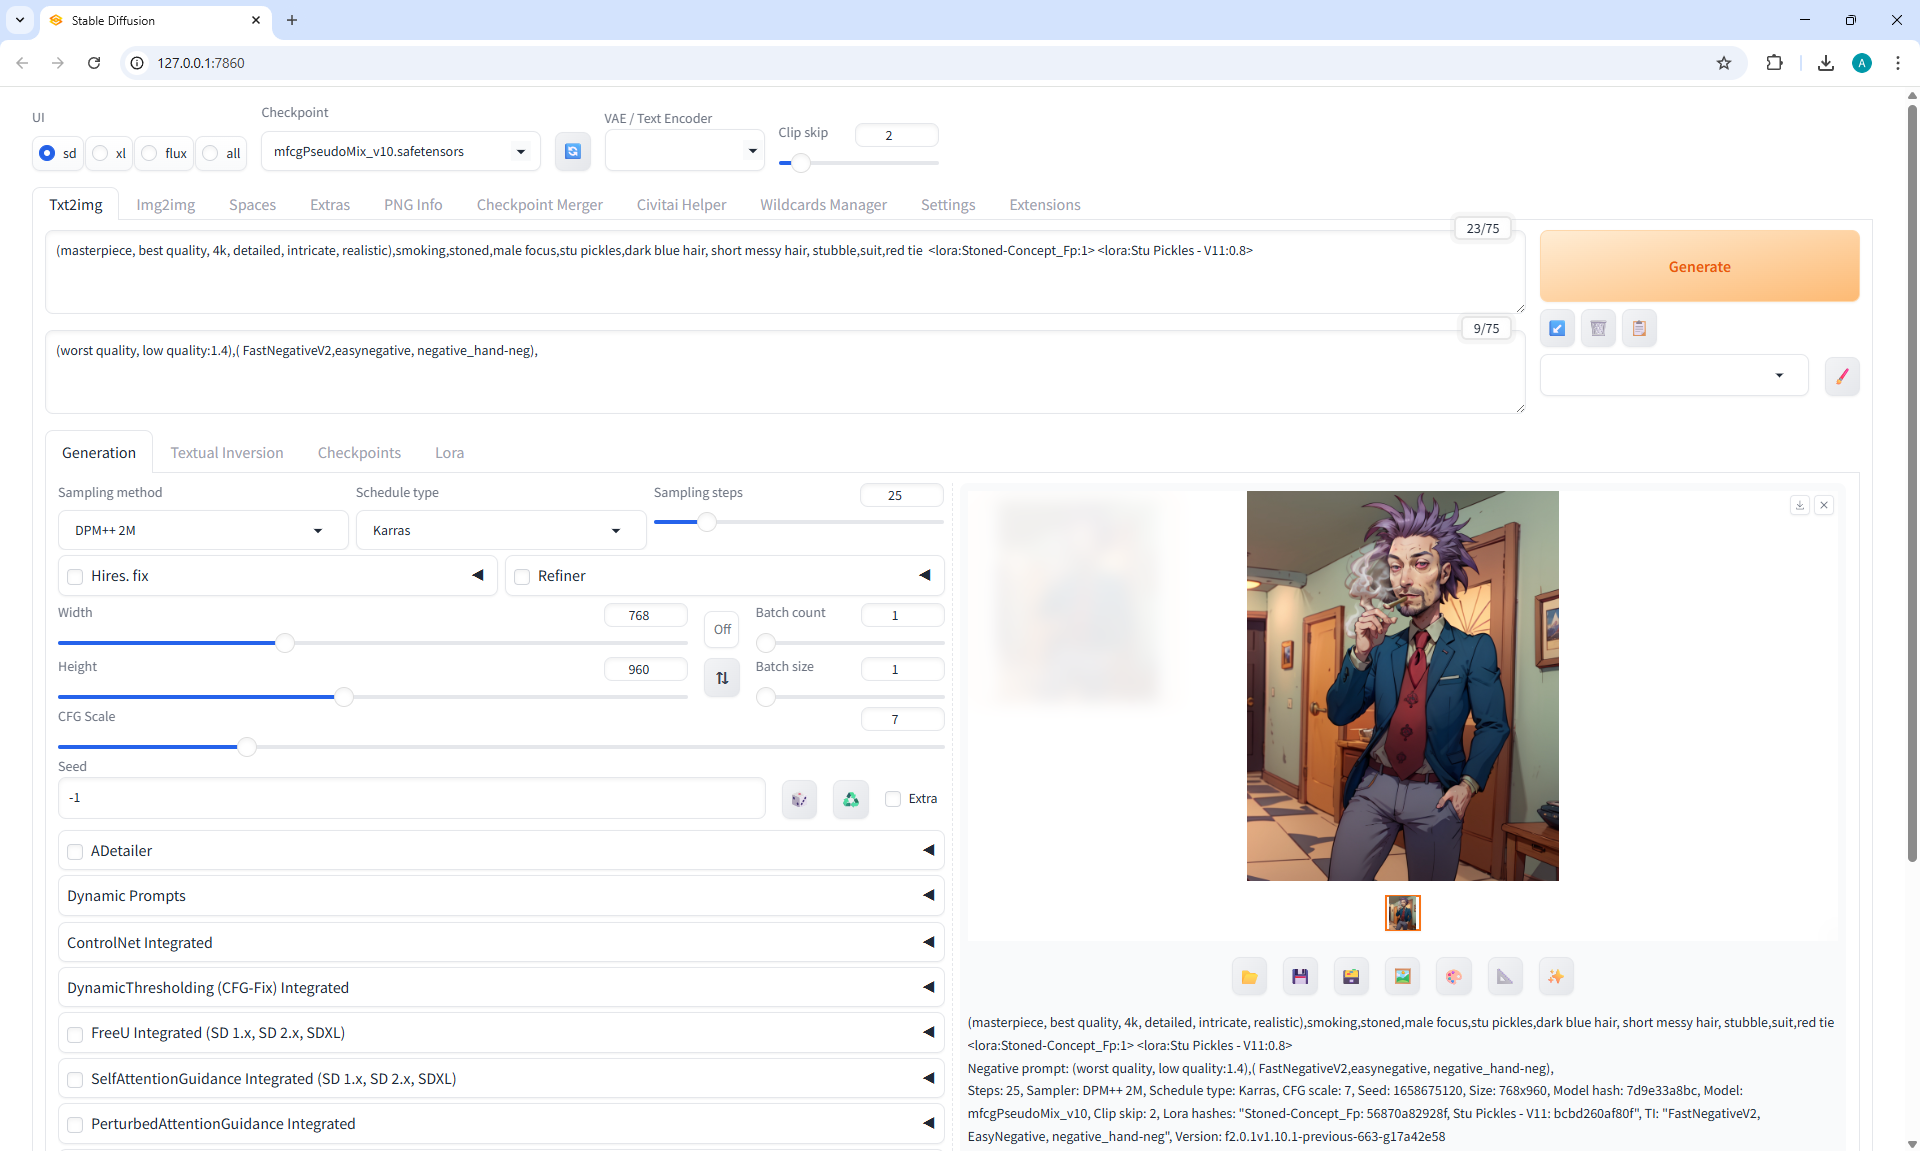 Stable Diffusion
127.0.0.1:7860
UI
Checkpoint
VAE / Text Encoder
Clip skip
2
sd
xl
flux
all
mfcgPseudoMix_v10.safetensors
Txt2img
Img2img
Spaces
Extras
PNG Info
Checkpoint Merger
Civitai Helper
Wildcards Manager
Settings
Extensions
23/75
(masterpiece, best quality, 4k, detailed, intricate, realistic),smoking,stoned,male focus,stu pickles,dark blue hair, short messy hair, stubble,suit,red tie <lora:Stoned-Concept_Fp:1> <lora:Stu Pickles - V11:0.8>
Generate
9/75
(worst quality, low quality:1.4),( FastNegativeV2,easynegative, negative_hand-neg),
Generation
Textual Inversion
Checkpoints
Lora
Sampling method
Schedule type
Sampling steps
25
DPM++ 2M
Karras
Hires. fix
Refiner
Width
768
Off
Batch count
1
Height
960
Batch size
1
CFG Scale
7
Seed
-1
Extra
ADetailer
Dynamic Prompts
ControlNet Integrated
DynamicThresholding (CFG-Fix) Integrated
FreeU Integrated (SD 1.x, SD 2.x, SDXL)
SelfAttentionGuidance Integrated (SD 1.x, SD 2.x, SDXL)
PerturbedAttentionGuidance Integrated
(masterpiece, best quality, 4k, detailed, intricate, realistic),smoking,stoned,male focus,stu pickles,dark blue hair, short messy hair, stubble,suit,red tie
<lora:Stoned-Concept_Fp:1> <lora:Stu Pickles - V11:0.8>
Negative prompt: (worst quality, low quality:1.4),( FastNegativeV2,easynegative, negative_hand-neg),
Steps: 25, Sampler: DPM++ 2M, Schedule type: Karras, CFG scale: 7, Seed: 1658675120, Size: 768x960, Model hash: 7d9e33a8bc, Model:
mfcgPseudoMix_v10, Clip skip: 2, Lora hashes: "Stoned-Concept_Fp: 56870a82928f, Stu Pickles - V11: bcbd260af80f", TI: "FastNegativeV2,
EasyNegative, negative_hand-neg", Version: f2.0.1v1.10.1-previous-663-g17a42e58
A